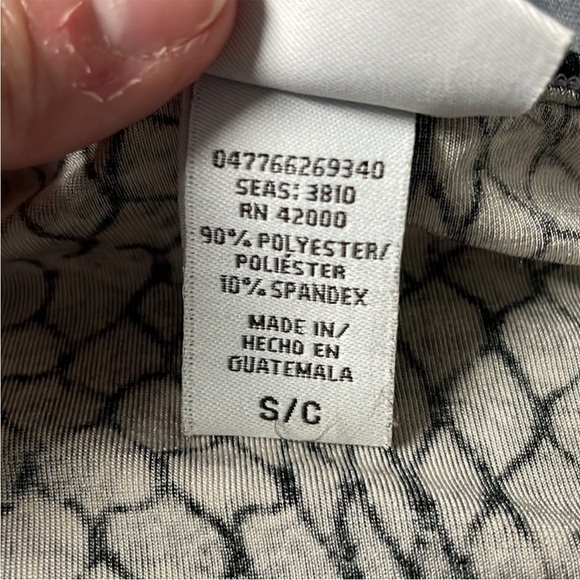 047766269340
SEAS: 3810
RN 42000
90% POLYESTER/
POLIÉSTER
10% SPANDEX
MADE IN/
HECHO EN
GUATEMALA
S/C